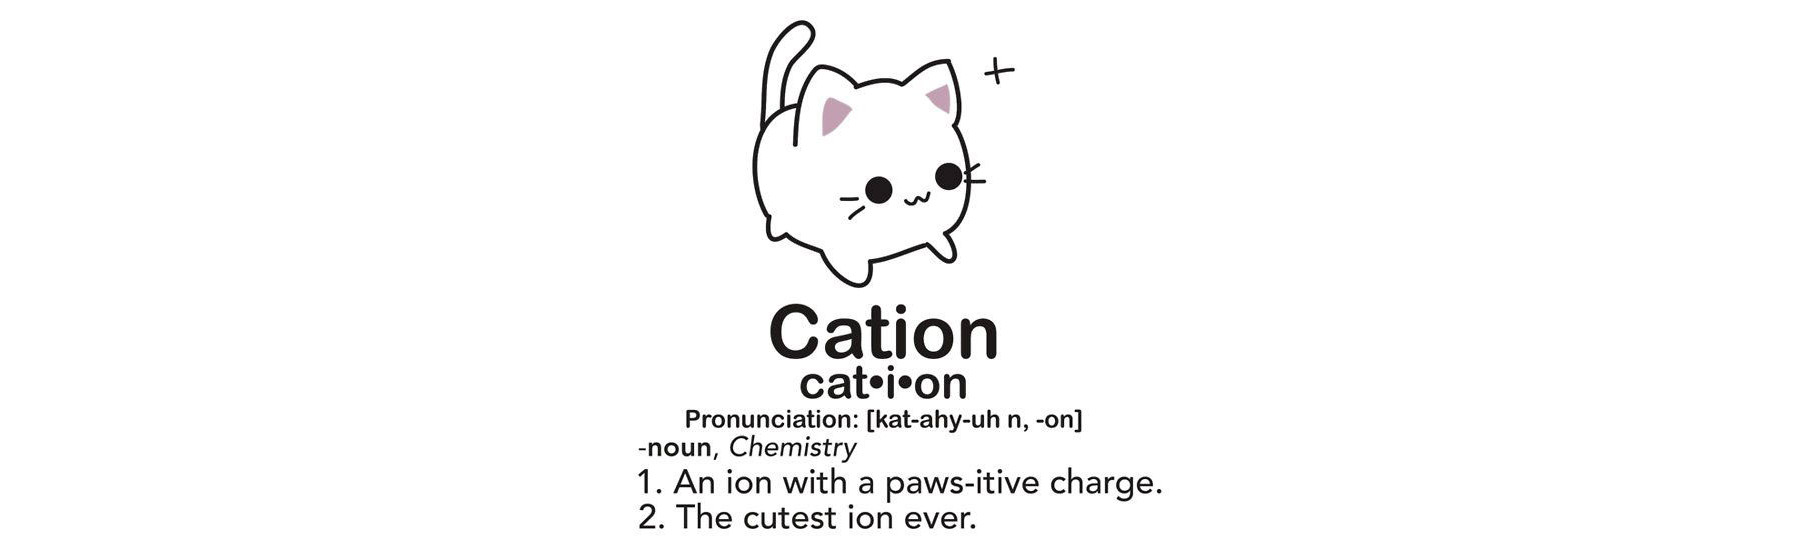 +
Cation
cat•i•on
Pronunciation: [kat-ahy-uh n, -on]
-noun, Chemistry
1. An ion with a paws-itive charge.
2. The cutest ion ever.